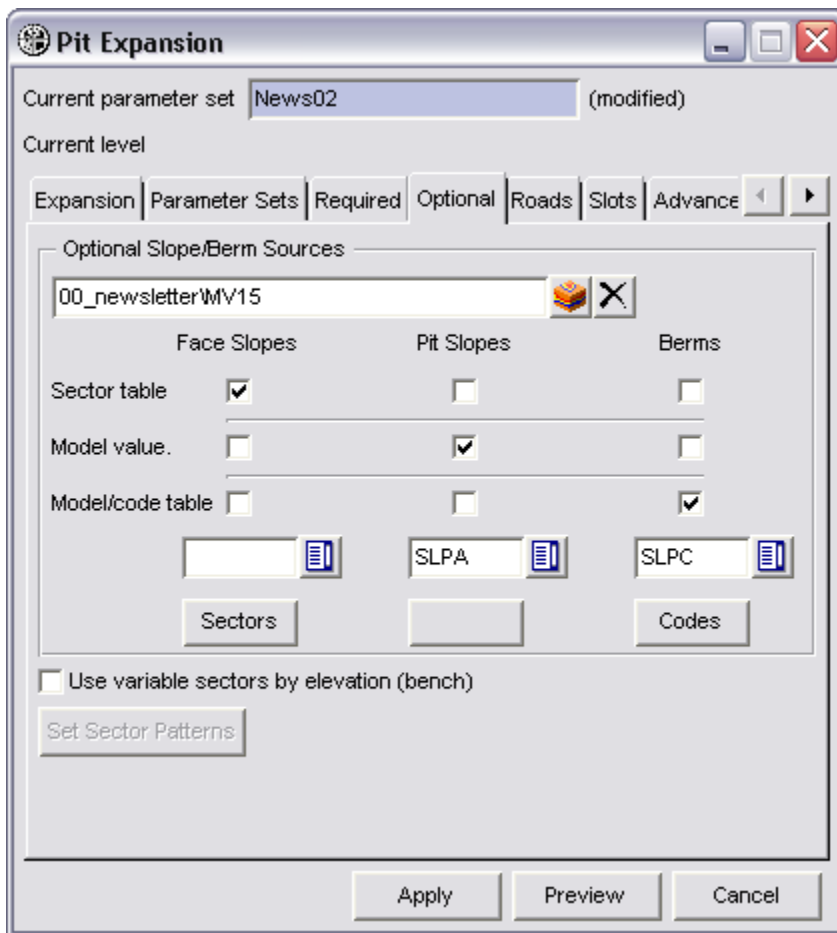 Pit Expansion
Current parameter set News02 (modified)
Current level
Expansion Parameter Sets Required Optional Roads Slots Advance
Optional Slope/Berm Sources
00_newsletter\MV15
Face Slopes Pit Slopes Berms
Sector table
Model value.
Model/code table
SLPA SLPC
Sectors Codes
Use variable sectors by elevation (bench)
Set Sector Patterns
Apply Preview Cancel